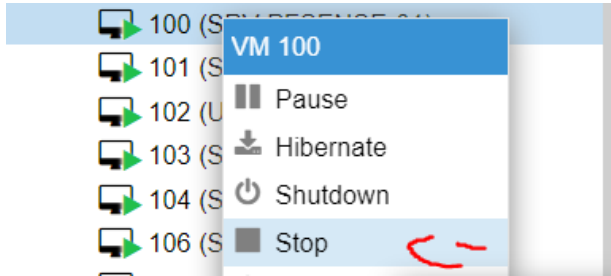 100 (S
VM 100
101 (S
Pause
102 (U
Hibernate
103 (S
Shutdown
104 (S
Stop
106 (S